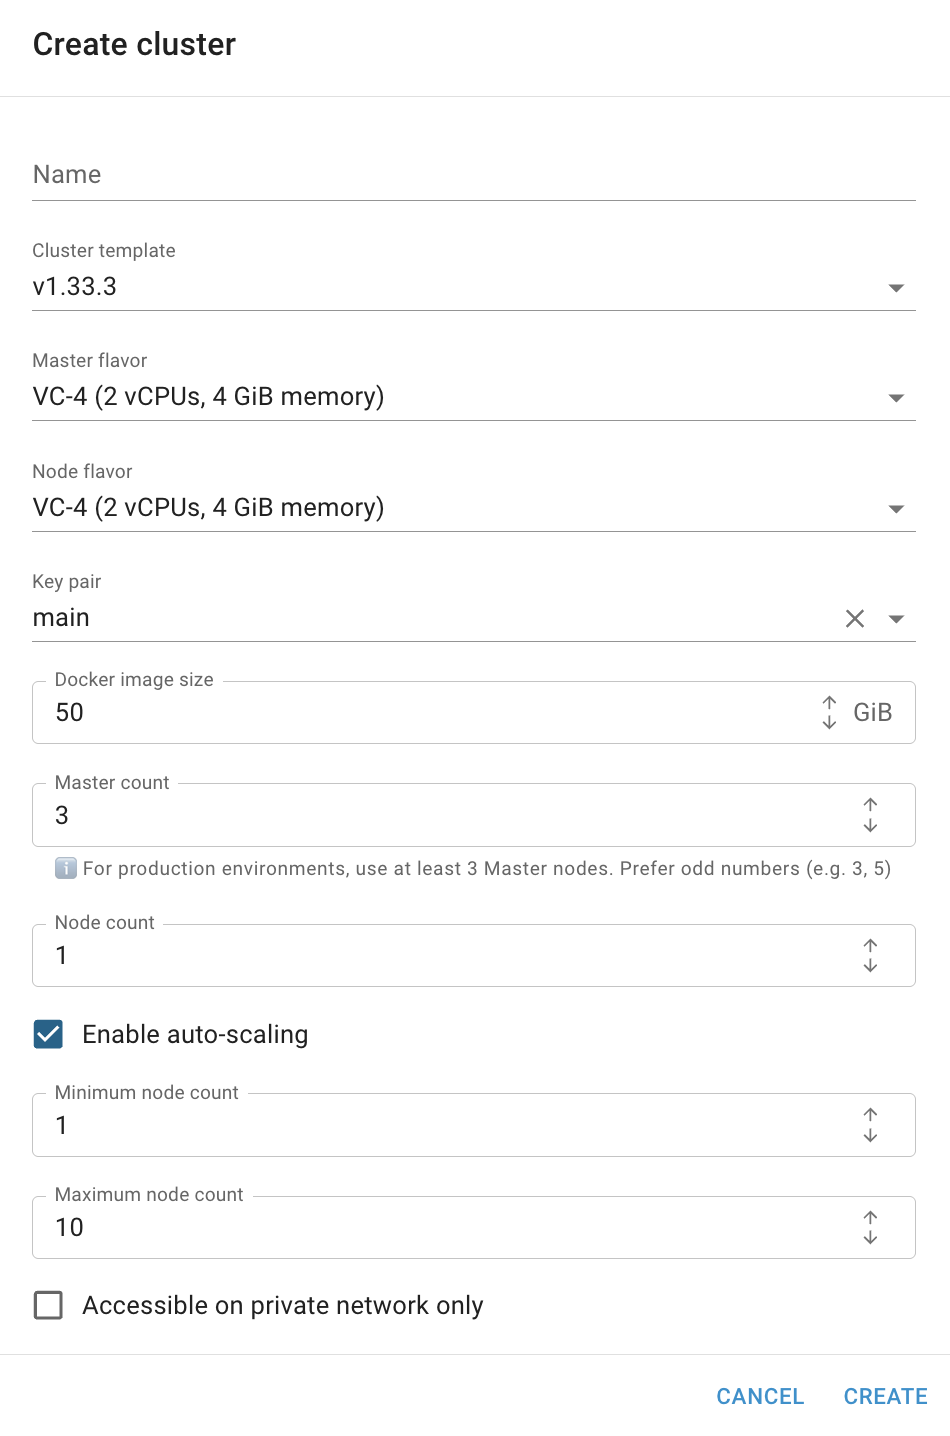 Create cluster
Name
Cluster template
v1.33.3
Master flavor
VC-4 (2 vCPUs, 4 GiB memory)
Node flavor
VC-4 (2 vCPUs, 4 GiB memory)
Key pair
main
Docker image size
50 GiB
Master count
3
ℹ️ For production environments, use at least 3 Master nodes. Prefer odd numbers (e.g. 3, 5)
Node count
1
Enable auto-scaling
Minimum node count
1
Maximum node count
10
Accessible on private network only
CANCEL CREATE